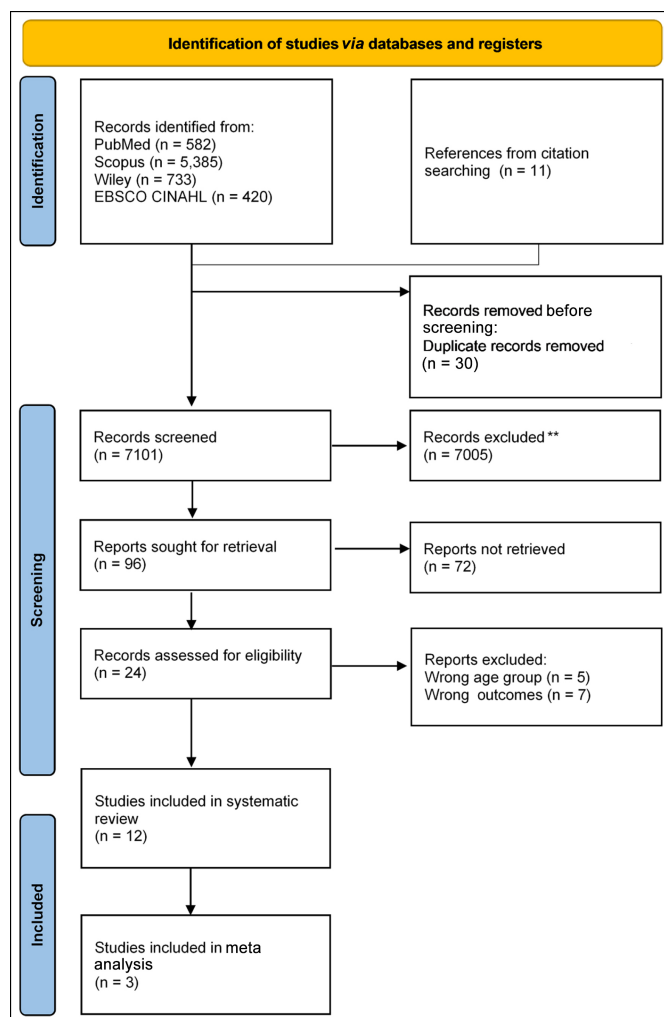 Identification of studies via databases and registers
Identification
Records identified from:
PubMed (n = 582)
Scopus (n = 5,385)
Wiley (n = 733)
EBSCO CINAHL (n = 420)
References from citation
searching (n = 11)
Records removed before
screening:
Duplicate records removed
(n = 30)
Screening
Records screened
(n = 7101)
Records excluded **
(n = 7005)
Reports sought for retrieval
(n = 96)
Reports not retrieved
(n = 72)
Records assessed for eligibility
(n = 24)
Reports excluded:
Wrong age group (n = 5)
Wrong outcomes (n = 7)
Studies included in systematic
review
(n = 12)
Included
Studies included in meta
analysis
(n = 3)